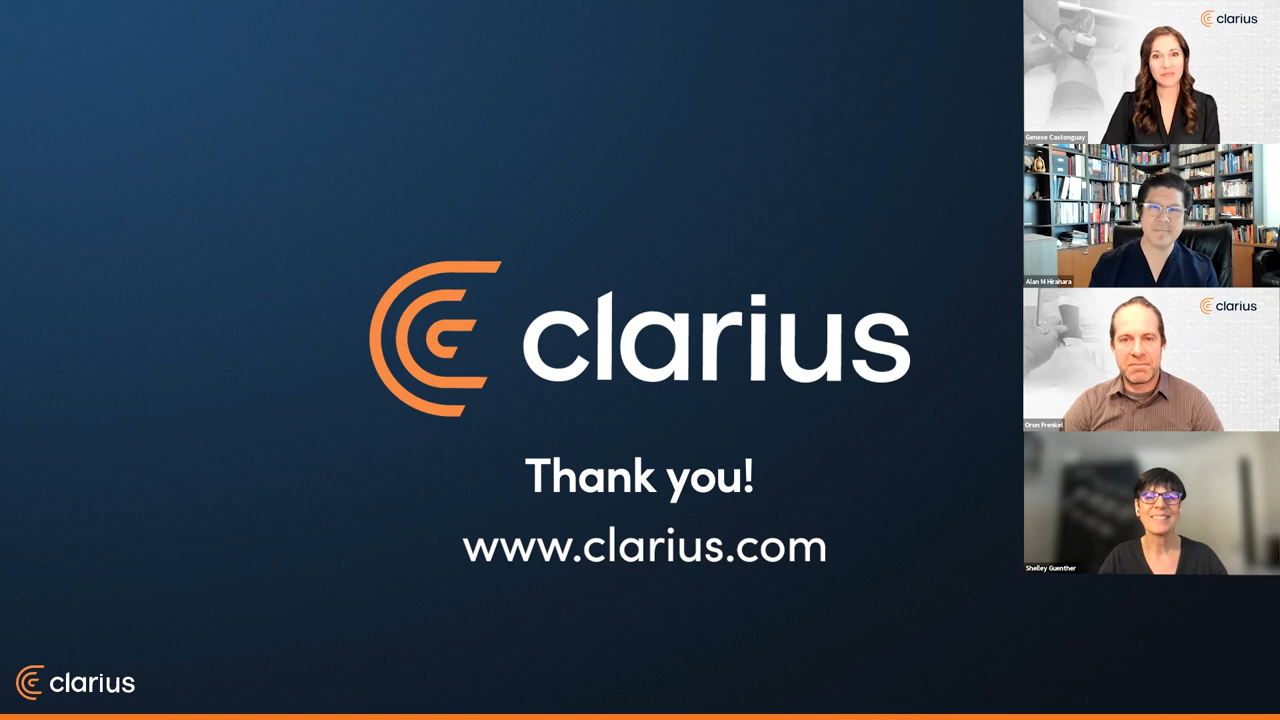 clarius
Thank you!
www.clarius.com
clarius
clarius
Genese Castonguay
Alan M Hirahara
clarius
Oron Frenkel
Shelley Guenther